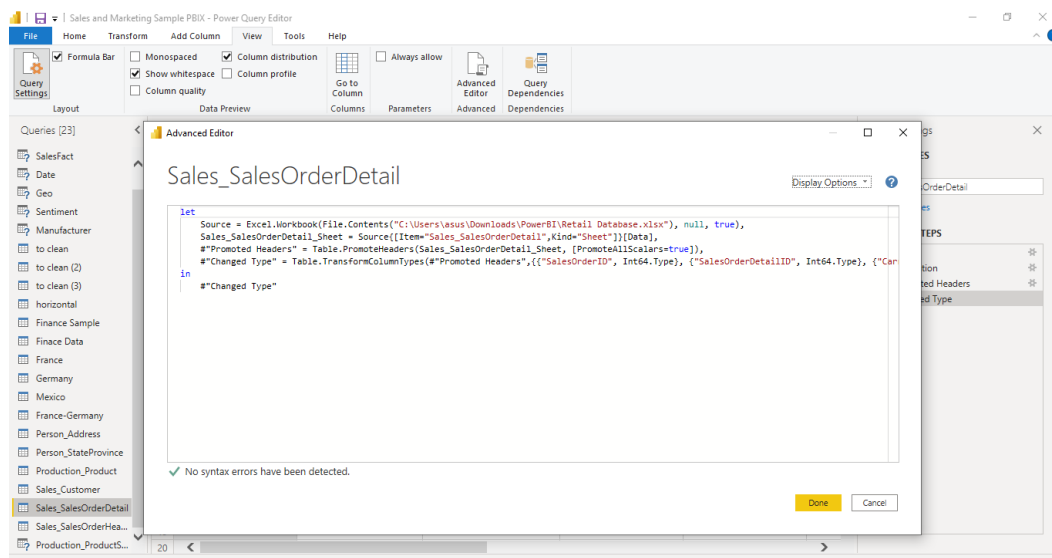 Sales and Marketing Sample PBIX - Power Query Editor
File Home Transform Add Column View Tools Help
Query Settings
Formula Bar
Layout
Monospaced
Show whitespace
Column quality
Column distribution
Column profile
Data Preview
Go to Column
Columns
Always allow
Parameters
Advanced Editor
Advanced
Query Dependencies
Dependencies
Queries [23]
SalesFact
Date
Geo
Sentiment
Manufacturer
to clean
to clean (2)
to clean (3)
horizontal
Finance Sample
Finace Data
France
Germany
Mexico
France-Germany
Person_Address
Person_StateProvince
Production_Product
Sales_Customer
Sales_SalesOrderDetail
Sales_SalesOrderHea...
Production_ProductS...
Advanced Editor
Sales_SalesOrderDetail
Display Options
let
Source = Excel.Workbook(File.Contents("C:\Users\asus\Downloads\PowerBI\Retail Database.xlsx"), null, true),
Sales_SalesOrderDetail_Sheet = Source{[Item="Sales_SalesOrderDetail",Kind="Sheet"]}[Data],
#"Promoted Headers" = Table.PromoteHeaders(Sales_SalesOrderDetail_Sheet, [PromoteAllScalars=true]),
#"Changed Type" = Table.TransformColumnTypes(#"Promoted Headers",{{"SalesOrderID", Int64.Type}, {"SalesOrderDetailID", Int64.Type}, {"Car
in
#"Changed Type"
No syntax errors have been detected.
Done
Cancel
20
gs
ES
OrderDetail
es
TEPS
tion
ted Headers
ed Type